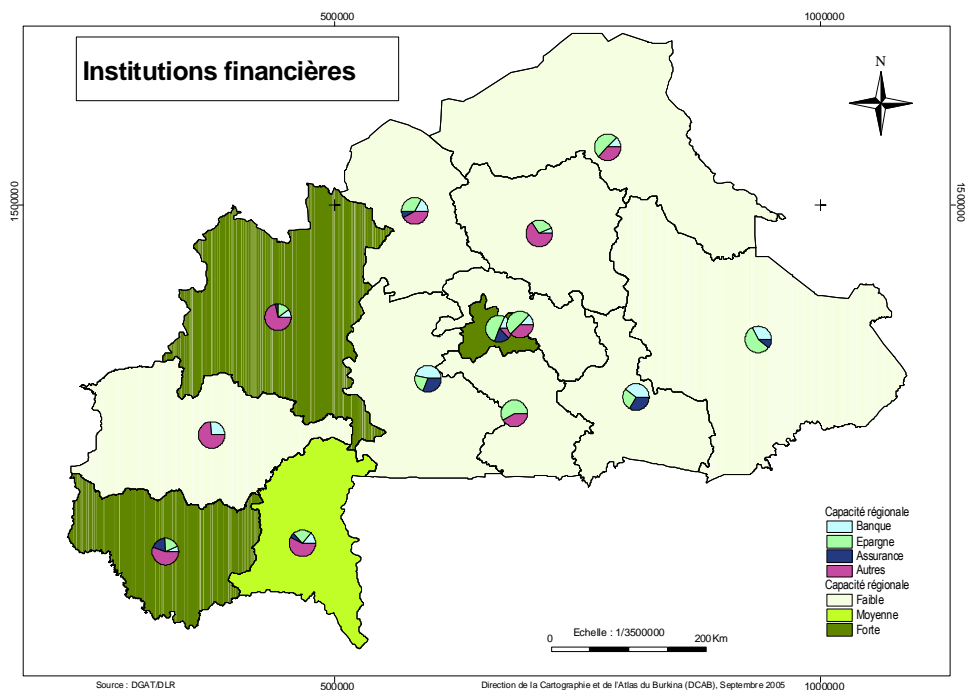 500000
1000000
Institutions financières
N
1500000
1500000
Capacité régionale
Banque
Epargne
Assurance
Autres
Capacité régionale
Faible
Moyenne
Forte
Echelle : 1/3500000
0
200 Km
Source : DGAT/DLR
500000
Direction de la Cartographie et de l'Atlas du Burkina (DCAB), Septembre 2005
1000000